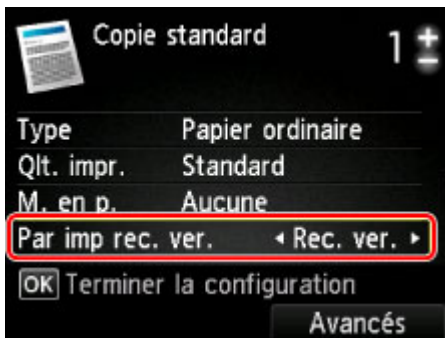 Copie standard
1
Type Papier ordinaire
Qlt. impr. Standard
M. en p. Aucune
Par imp rec. ver. Rec. ver.
OK Terminer la configuration
Avancés